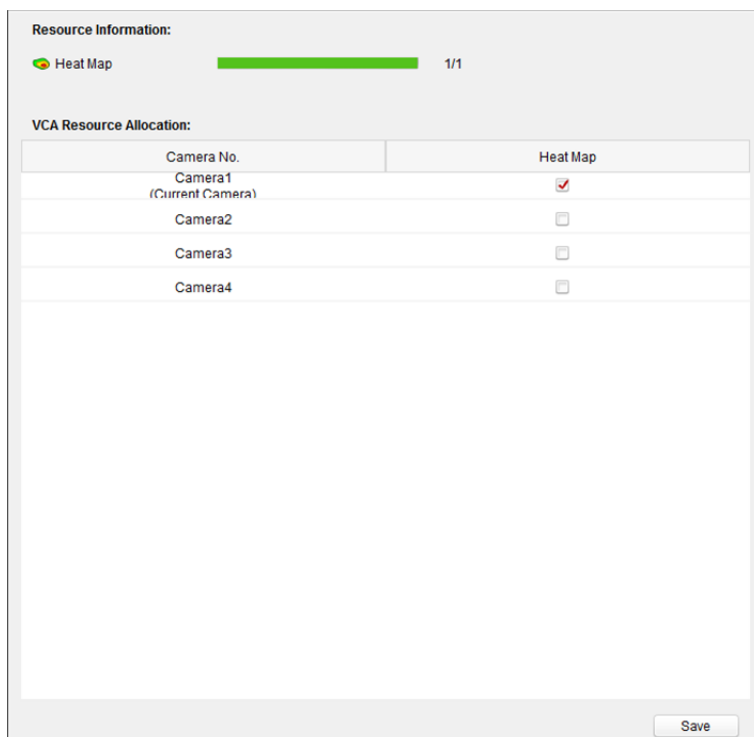 Resource Information:
Heat Map 1/1
VCA Resource Allocation:
Camera No. Heat Map
Camera1
(Current Camera)
Camera2
Camera3
Camera4
Save